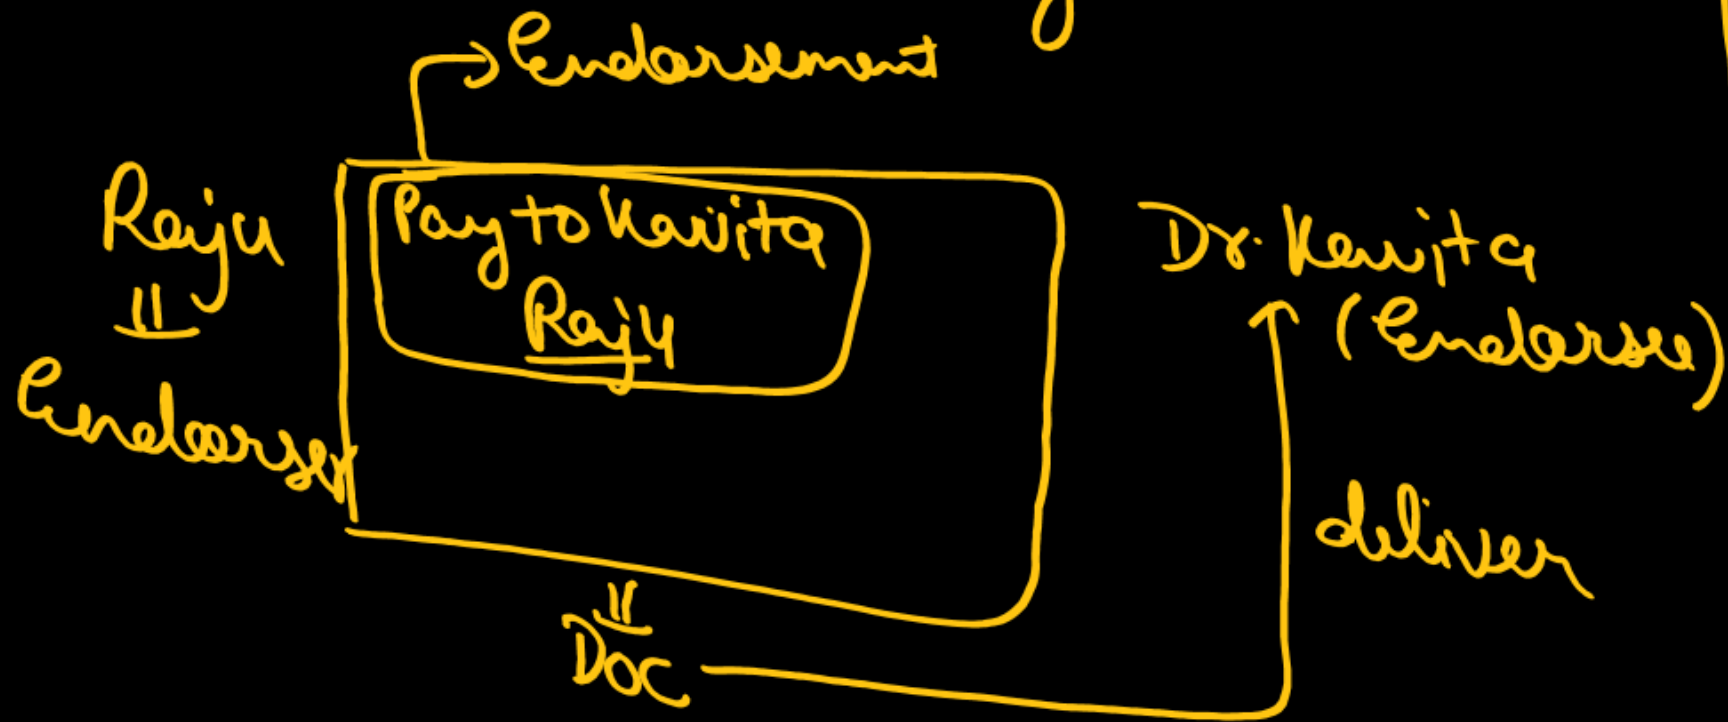 Endorsement
Raju
Endorser
Pay to Kavita
Raju
Dr. Kavita
(Endorsee)
deliver
DOC